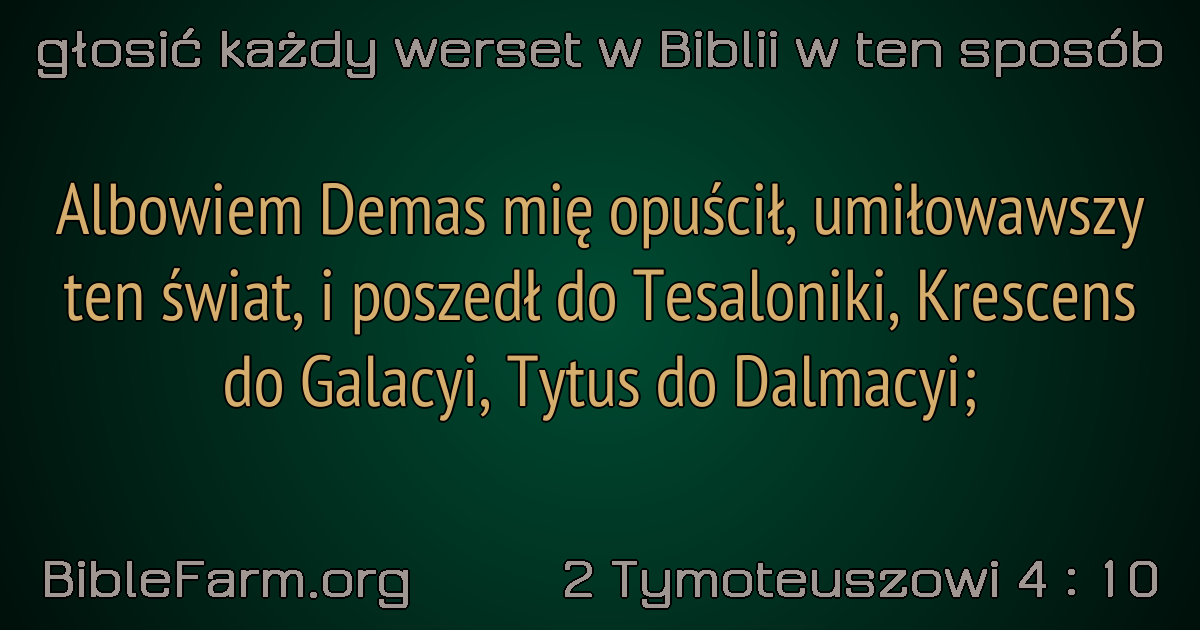 głosić każdy werset w Biblii w ten sposób
Albowiem Demas mię opuścił, umiłowawszy
ten świat, i poszedł do Tesaloniki, Krescens
do Galacyi, Tytus do Dalmacyi;
BibleFarm.org
2 Tymoteuszowi 4 : 10